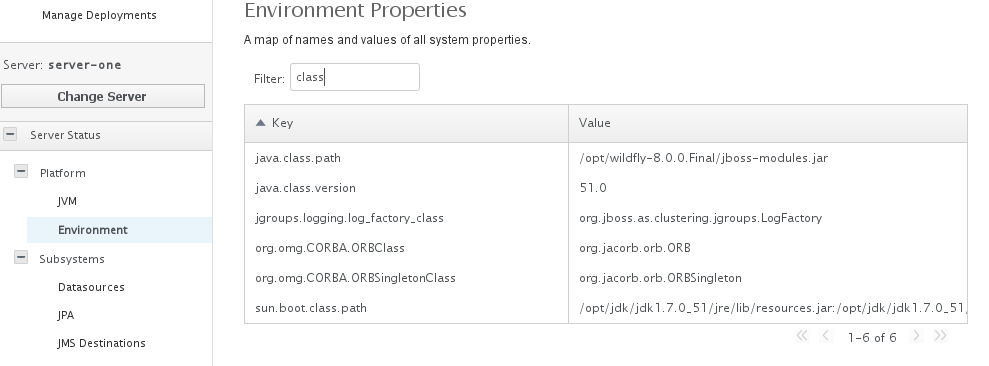 Manage Deployments
Server: server-one
Change Server
Server Status
Platform
JVM
Environment
Subsystems
Datasources
JPA
JMS Destinations
Environment Properties
A map of names and values of all system properties.
Filter: class
Key Value
java.class.path /opt/wildfly-8.0.0.Final/jboss-modules.jar
java.class.version 51.0
jgroups.logging.log_factory_class org.jboss.as.clustering.jgroups.LogFactory
org.omg.CORBA.ORBClass org.jacorb.orb.ORB
org.omg.CORBA.ORBSingletonClass org.jacorb.orb.ORBSingleton
sun.boot.class.path /opt/jdk/jdk1.7.0_51/jre/lib/resources.jar:/opt/jdk/jdk1.7.0_51/
1-6 of 6